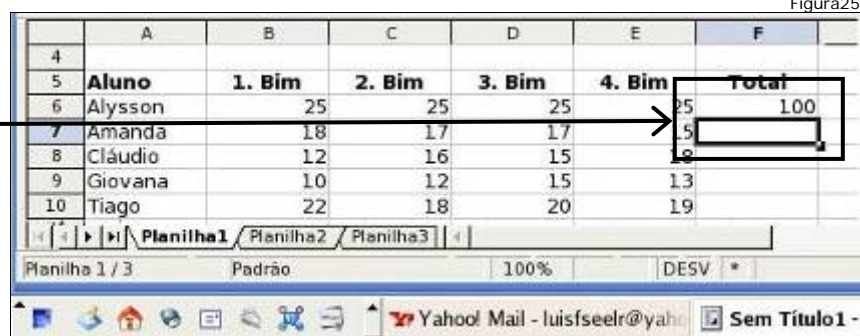 Figura25
A B C D E F
4
5 Aluno 1. Bim 2. Bim 3. Bim 4. Bim Total
6 Alysson 25 25 25 25 100
7 Amanda 18 17 17 15
8 Cláudio 12 16 15 18
9 Giovana 10 12 15 13
10 Tiago 22 18 20 19
Planilha1 Planilha2 Planilha3
Planilha 1 / 3 Padrão 100% DESV *
Yahoo! Mail - luisfseelr@yaho Sem Título1 -